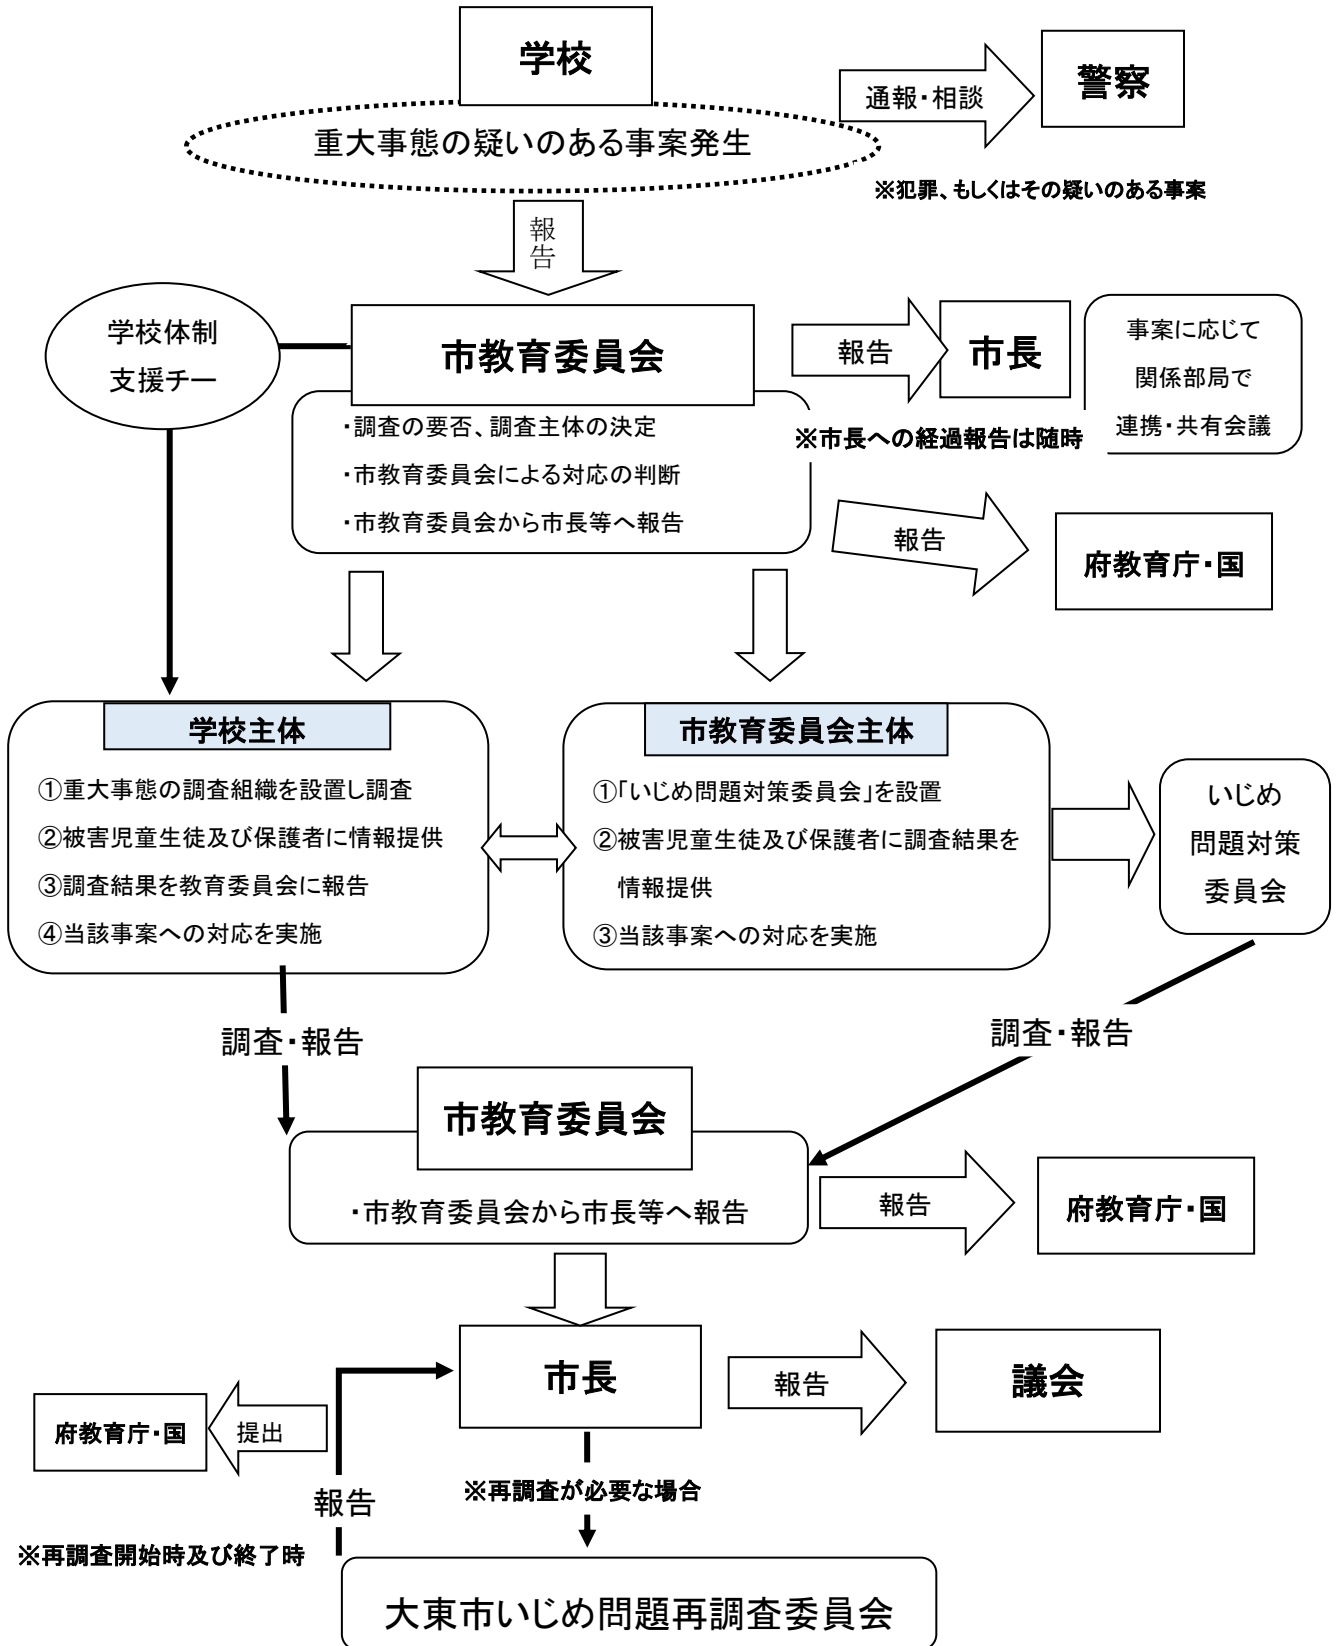 学校
重大事態の疑いのある事案発生
通報・相談
警察
※犯罪、もしくはその疑いのある事案
報告
学校体制
支援チー
市教育委員会
・調査の要否、調査主体の決定
・市教育委員会による対応の判断
・市教育委員会から市長等へ報告
報告
市長
事案に応じて
関係部局で
連携・共有会議
※市長への経過報告は随時
報告
府教育庁・国
学校主体
①重大事態の調査組織を設置し調査
②被害児童生徒及び保護者に情報提供
③調査結果を教育委員会に報告
④当該事案への対応を実施
市教育委員会主体
①「いじめ問題対策委員会」を設置
②被害児童生徒及び保護者に調査結果を
情報提供
③当該事案への対応を実施
いじめ
問題対策
委員会
調査・報告
調査・報告
市教育委員会
・市教育委員会から市長等へ報告
報告
府教育庁・国
市長
報告
議会
府教育庁・国
提出
※再調査が必要な場合
報告
※再調査開始時及び終了時
大東市いじめ問題再調査委員会